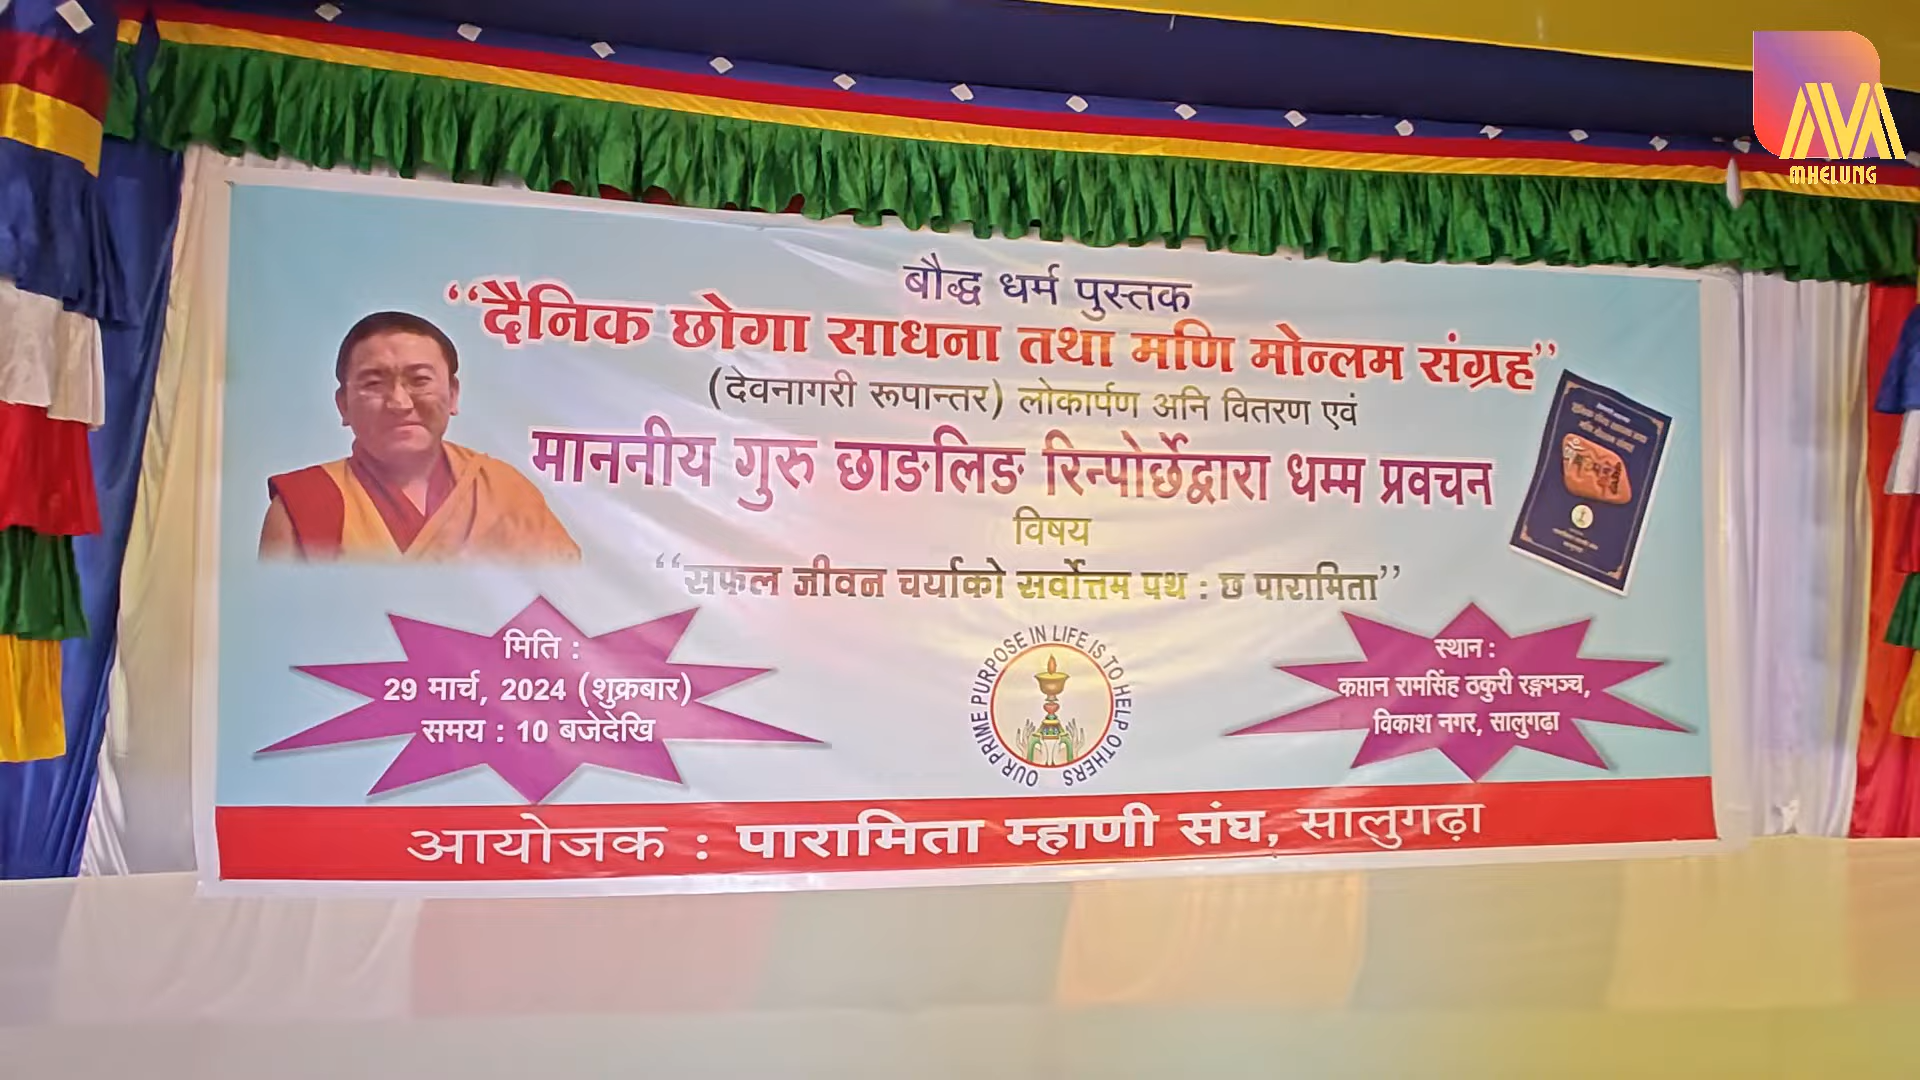 MHELUNG
बौद्ध धर्म पुस्तक
“दैनिक छोगा साधना तथा मणि मोन्लम संग्रह”
(देवनागरी रूपान्तर) लोकार्पण अनि वितरण एवं
माननीय गुरु छाङलिङ रिन्पोर्छेद्वारा धम्म प्रवचन
विषय
“सफल जीवन चर्याको सर्वोत्तम पथ : छ पारामिता”
मिति :
29 मार्च, 2024 (शुक्रबार)
समय : 10 बजेदेखि
OUR PRIME PURPOSE IN LIFE IS TO HELP OTHERS
स्थान :
कप्तान रामसिंह ठकुरी रङ्गमञ्च,
विकाश नगर, सालुगढ़ा
आयोजक : पारामिता म्हाणी संघ, सालुगढ़ा